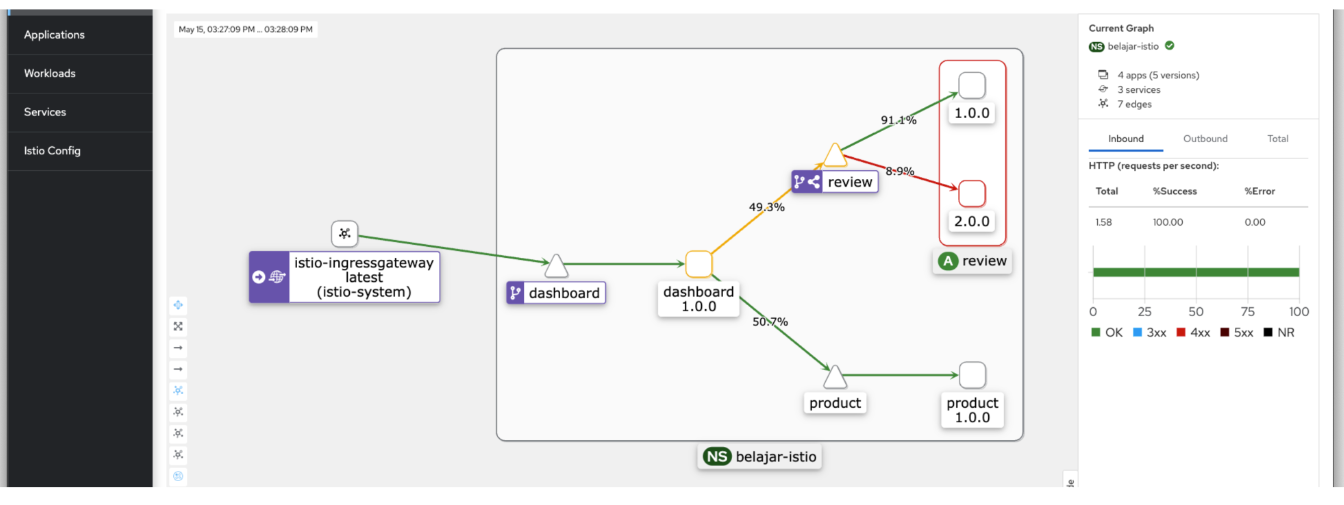 Applications
Workloads
Services
Istio Config
May 15, 03:27:09 PM ... 03:28:09 PM
91.1%
1.0.0
8.9%
review
2.0.0
A review
49.3%
istio-ingressgateway
latest
(istio-system)
dashboard
dashboard
1.0.0
50.7%
product
product
1.0.0
NS belajar-istio
Current Graph
NS belajar-istio
4 apps (5 versions)
3 services
7 edges
Inbound Outbound Total
HTTP (requests per second):
Total %Success %Error
1.58 100.00 0.00
0 25 50 75 100
OK 3xx 4xx 5xx NR